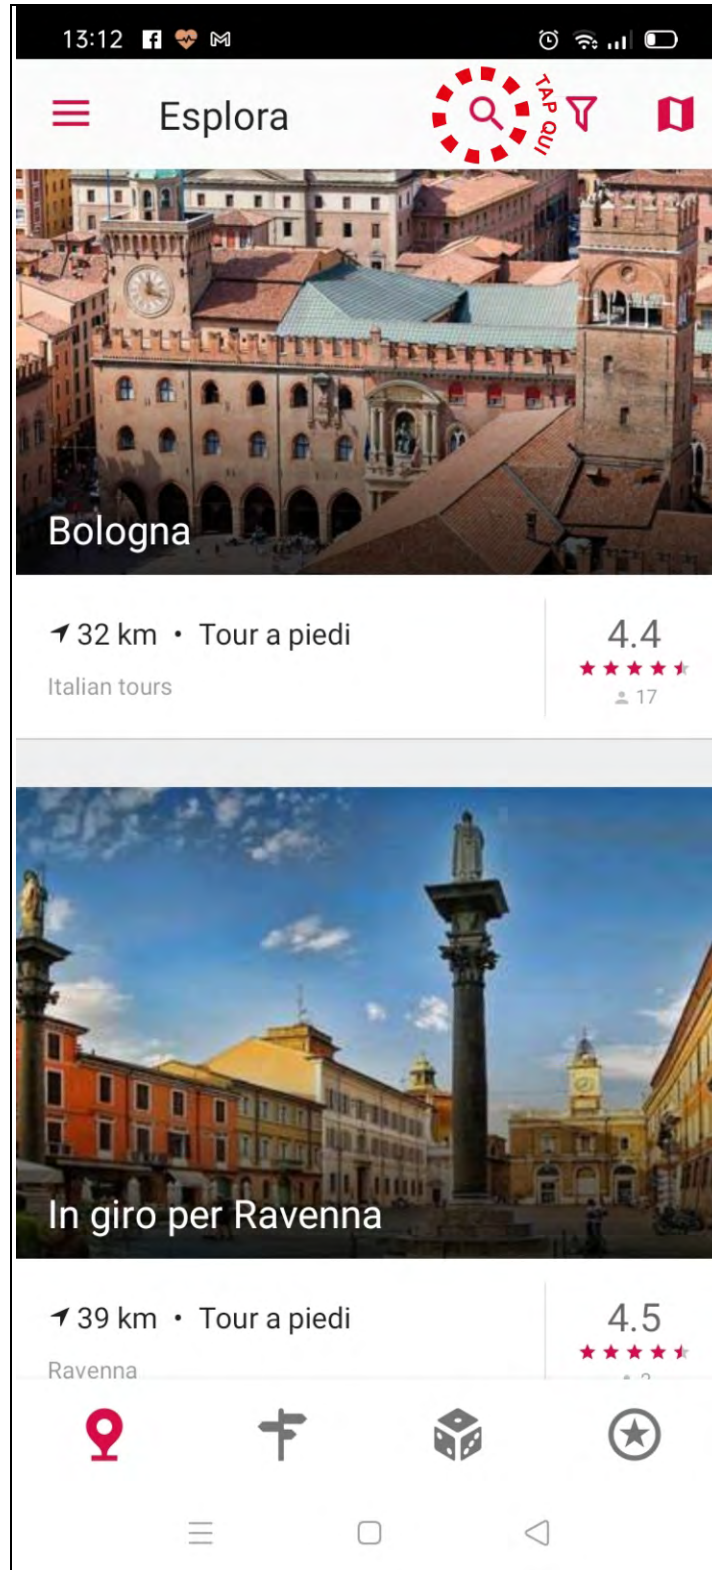 13:12
Esplora
TAP QUI
Bologna
32 km • Tour a piedi
4.4
Italian tours
17
In giro per Ravenna
39 km • Tour a piedi
4.5
Ravenna